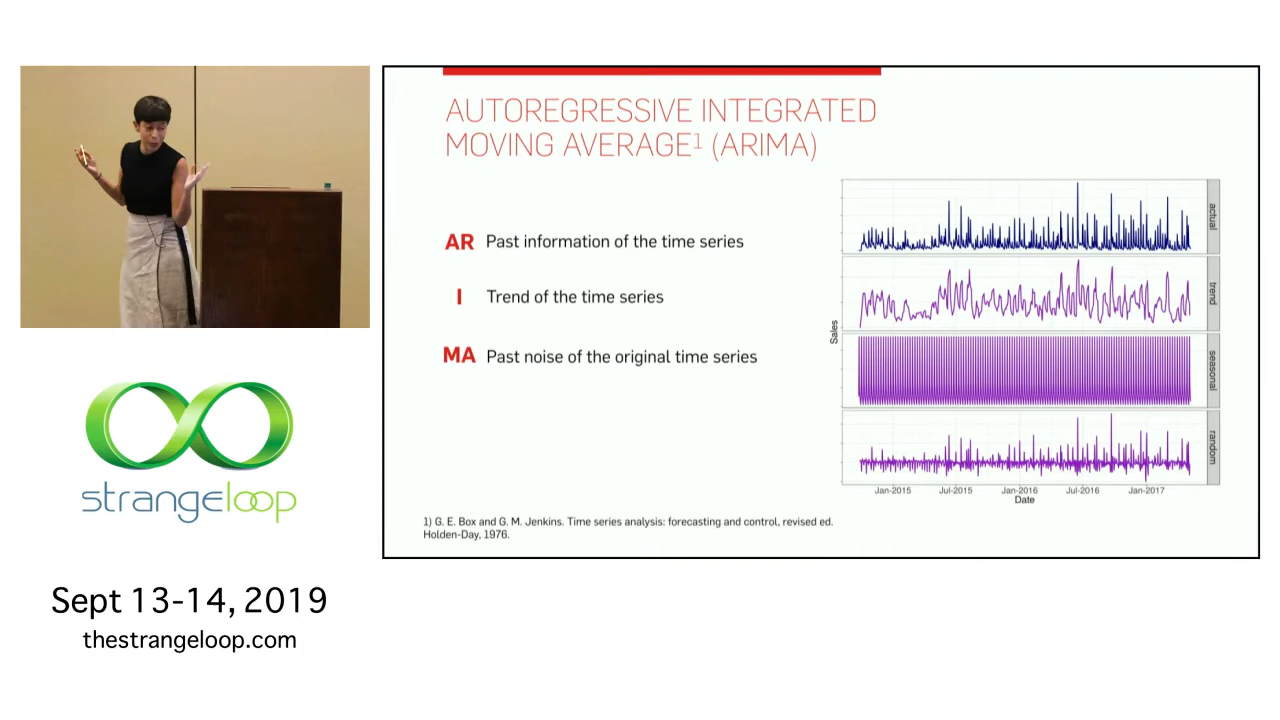 AUTOREGRESSIVE INTEGRATED
MOVING AVERAGE¹ (ARIMA)
AR Past information of the time series
I Trend of the time series
MA Past noise of the original time series
actual
trend
seasonal
random
Sales
Jan-2015 Jul-2015 Jan-2016 Jul-2016 Jan-2017
Date
1) G. E. Box and G. M. Jenkins. Time series analysis: forecasting and control, revised ed.
Holden-Day, 1976.
strangeloop
Sept 13-14, 2019
thestrangeloop.com